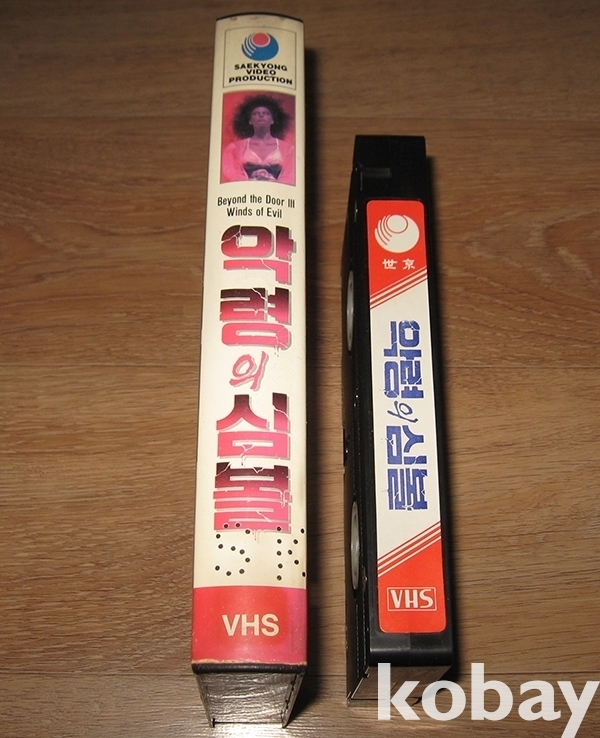 SAEKYONG
VIDEO
PRODUCTION
Beyond the Door III
Winds of Evil
악령의 심볼
VHS
世京
악령의 심볼
VHS
kobay